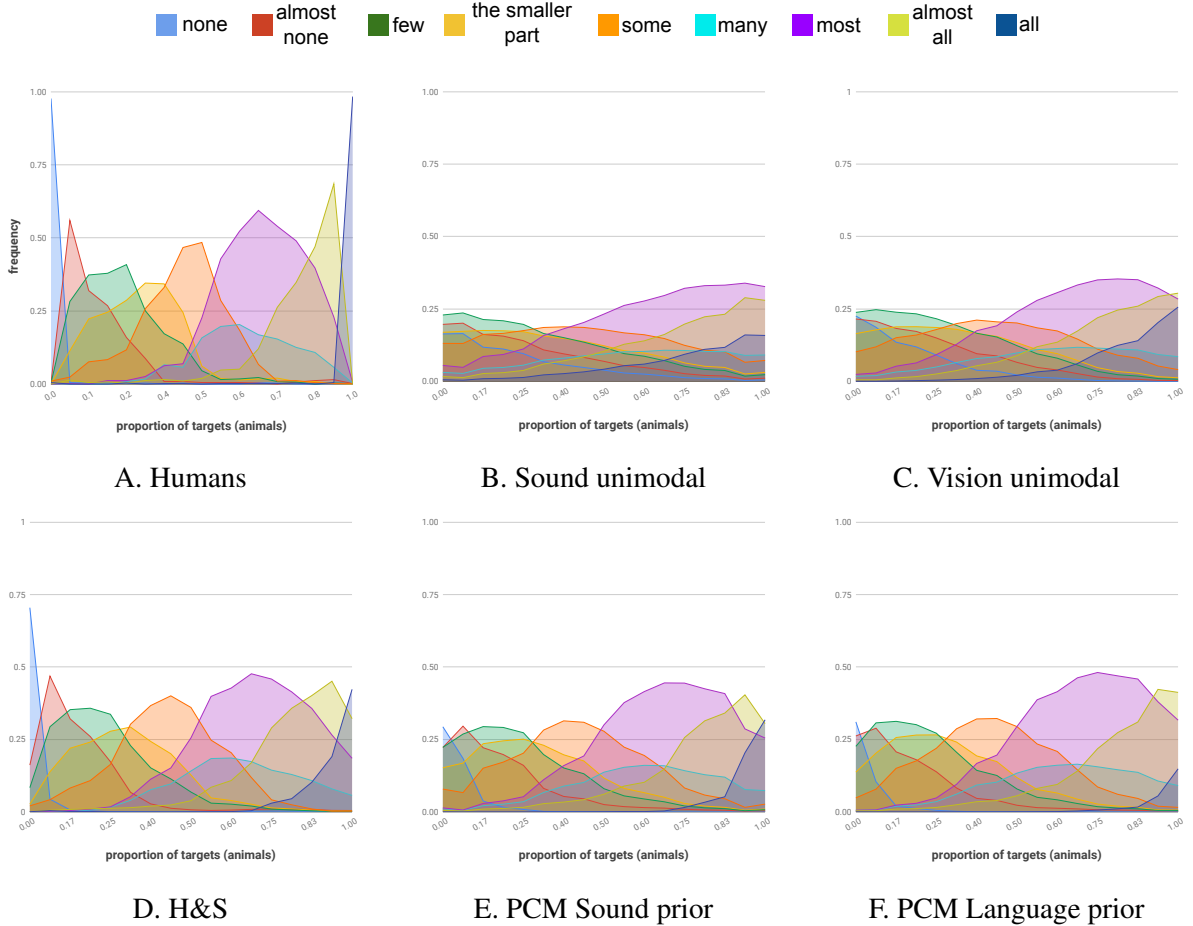 none
almost none
few
the smaller part
some
many
most
almost all
all
1.00
0.75
0.50
0.25
0.00
frequency
0.0 0.1 0.2 0.4 0.5 0.6 0.8 1.0
proportion of targets (animals)
A. Humans
1.00
0.75
0.50
0.25
0.00
0.00 0.17 0.25 0.40 0.50 0.60 0.75 0.83 1.00
proportion of targets (animals)
B. Sound unimodal
1
0.75
0.5
0.25
0
0.00 0.17 0.25 0.40 0.50 0.60 0.75 0.83 1.00
proportion of targets (animals)
C. Vision unimodal
1
0.75
0.5
0.25
0
0.00 0.17 0.25 0.40 0.50 0.60 0.75 0.83 1.00
proportion of targets (animals)
D. H&S
1.00
0.75
0.50
0.25
0
0.00 0.17 0.25 0.40 0.50 0.60 0.75 0.83 1.00
proportion of targets (animals)
E. PCM Sound prior
1.00
0.75
0.50
0.25
0
0.00 0.17 0.25 0.40 0.50 0.60 0.75 0.83 1.00
proportion of targets (animals)
F. PCM Language prior